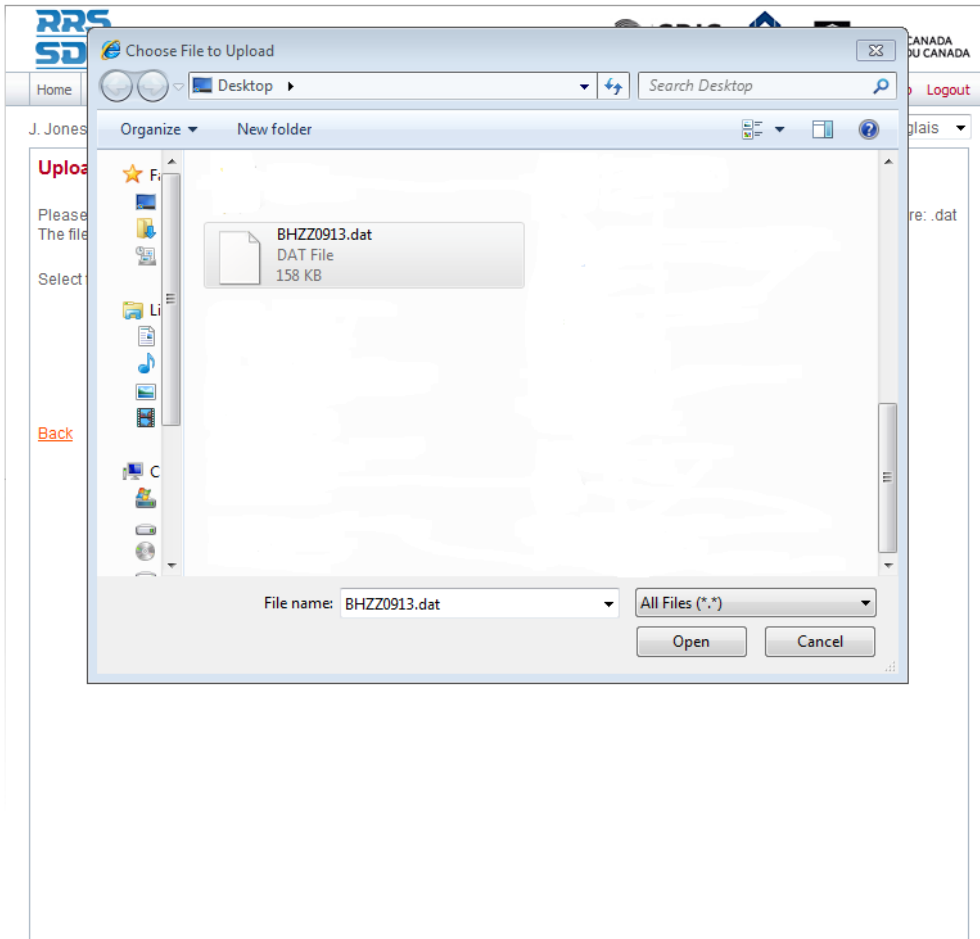 RRS
SD
CANADA
DU CANADA
Choose File to Upload
Desktop
Search Desktop
Home
Logout
J. Jones
Organize
New folder
glais
Uploa
Fa
Please
re: .dat
The file
BHZZ0913.dat
DAT File
158 KB
Select
Li
Back
C
File name: BHZZ0913.dat
All Files (*.*)
Open
Cancel